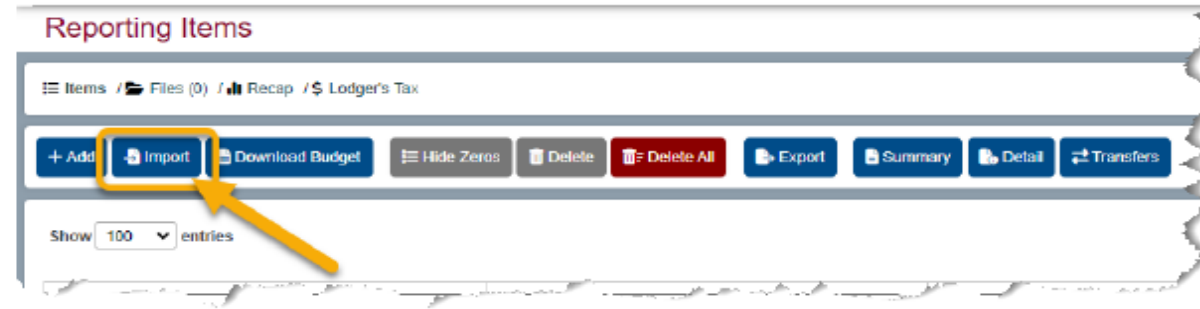 Reporting Items
Items / Files (0) / Recap / $ Lodger's Tax
+ Add Import Download Budget Hide Zeros Delete Delete All Export Summary Detail Transfers
Show 100 entries